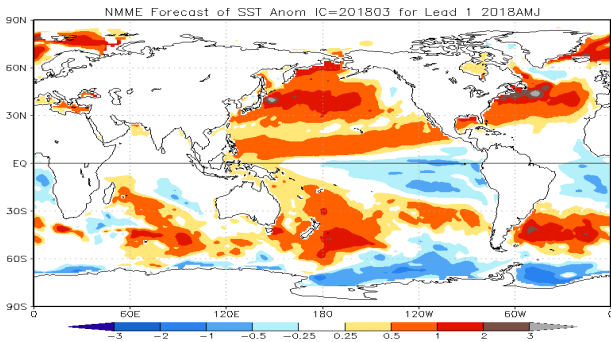 NMME Forecast of SST Anom IC=201803 for Lead 1 2018AMJ
90N
60N
30N
EQ
30S
60S
90S
0 60E 120E 180 120W 60W 0
-3 -2 -1 -0.5 -0.25 0.25 0.5 1 2 3